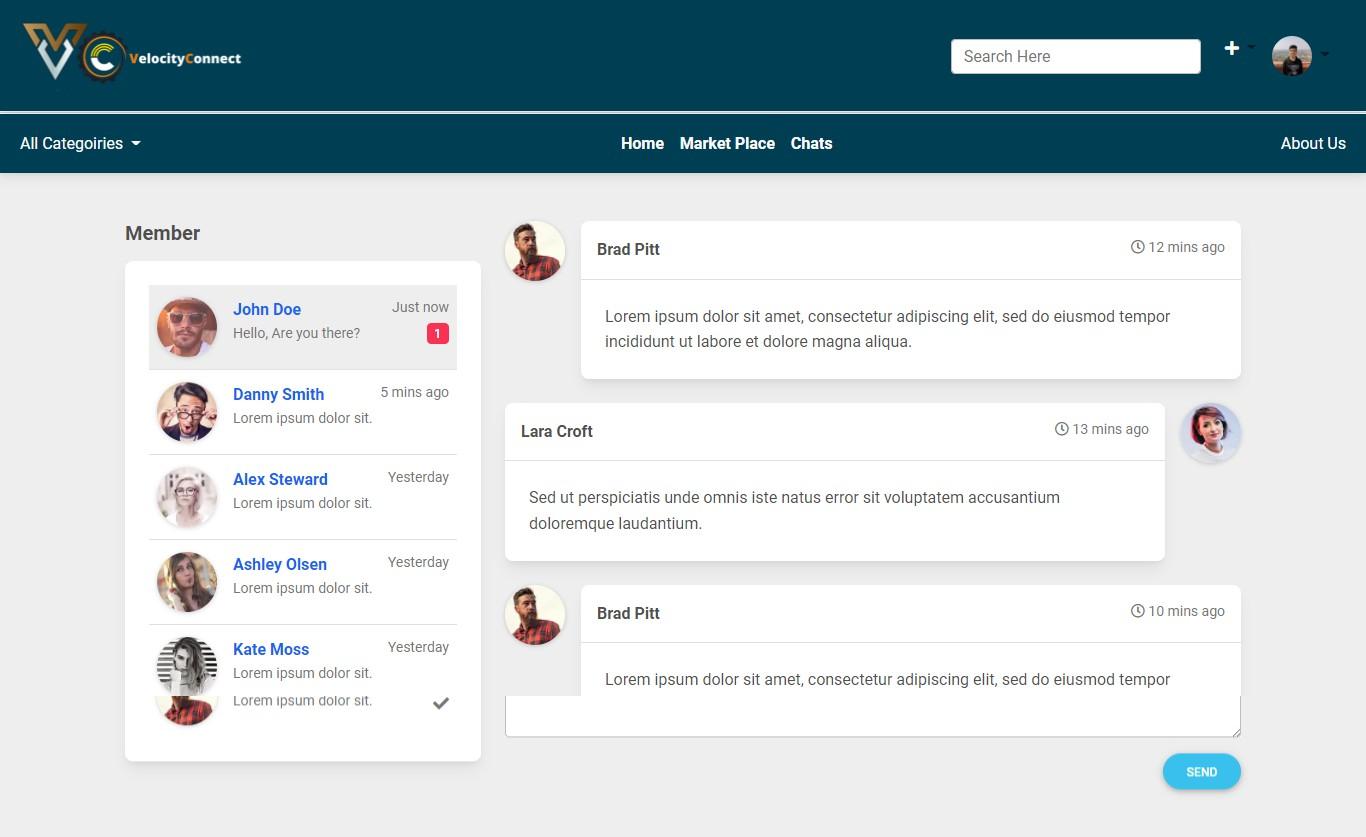 VelocityConnect
Search Here
All Categoiries
Home Market Place Chats
About Us
Member
John Doe
Just now
Hello, Are you there?
1
Danny Smith
5 mins ago
Lorem ipsum dolor sit.
Alex Steward
Yesterday
Lorem ipsum dolor sit.
Ashley Olsen
Yesterday
Lorem ipsum dolor sit.
Kate Moss
Yesterday
Lorem ipsum dolor sit.
Lorem ipsum dolor sit.
Brad Pitt
12 mins ago
Lorem ipsum dolor sit amet, consectetur adipiscing elit, sed do eiusmod tempor
incididunt ut labore et dolore magna aliqua.
Lara Croft
13 mins ago
Sed ut perspiciatis unde omnis iste natus error sit voluptatem accusantium
doloremque laudantium.
Brad Pitt
10 mins ago
Lorem ipsum dolor sit amet, consectetur adipiscing elit, sed do eiusmod tempor
SEND